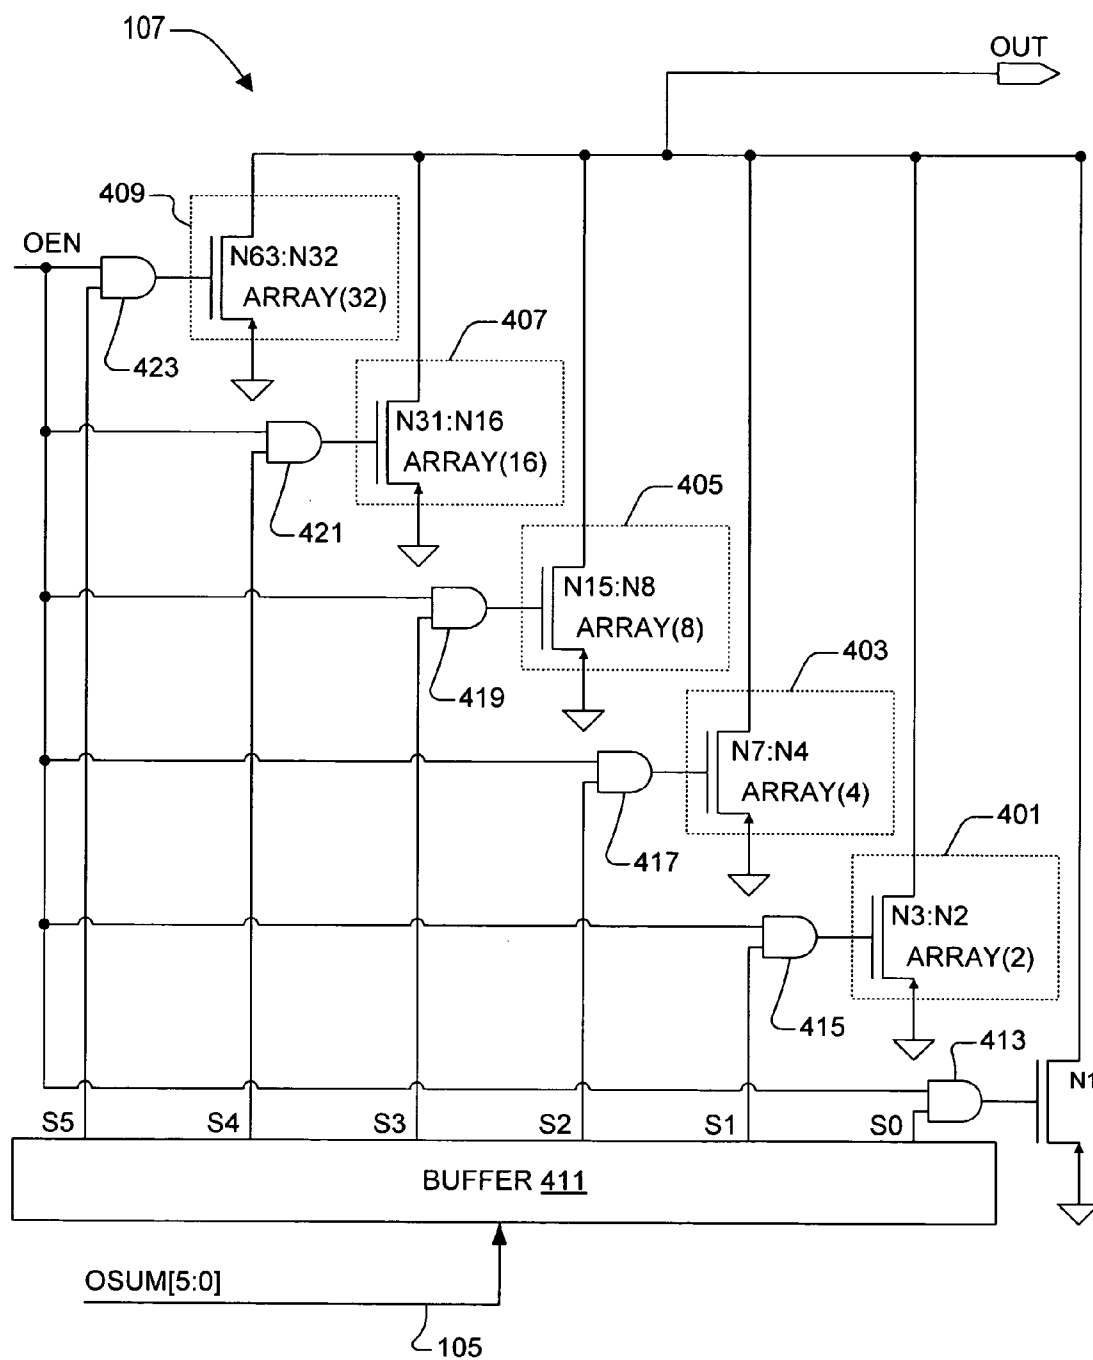 107
OUT
409
OEN
N63:N32
ARRAY(32)
423
407
N31:N16
ARRAY(16)
421
405
N15:N8
ARRAY(8)
419
403
N7:N4
ARRAY(4)
417
401
N3:N2
ARRAY(2)
415
413
N1
S5
S4
S3
S2
S1
S0
BUFFER 411
OSUM[5:0]
105